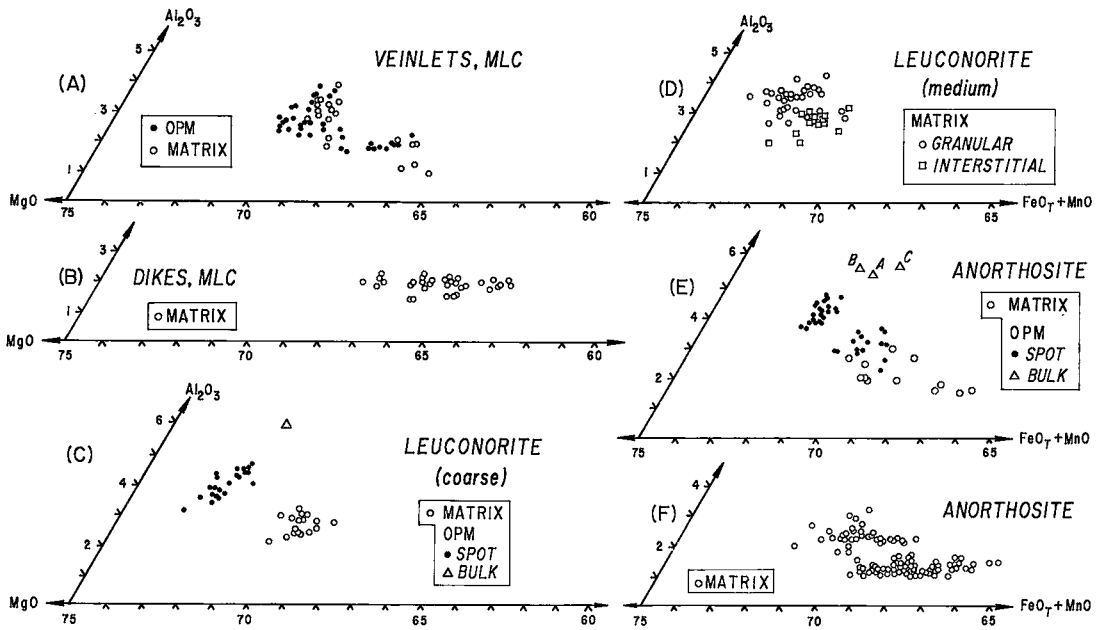 Al₂O₃
(A)
VEINLETS, MLC
5
3
1
● OPM
○ MATRIX
MgO
75
70
65
60
(B)
DIKES, MLC
3
1
○ MATRIX
MgO
75
70
65
60
Al₂O₃
(C)
LEUCONORITE
(coarse)
6
4
2
○ MATRIX
OPM
● SPOT
△ BULK
MgO
75
70
65
60
Al₂O₃
(D)
LEUCONORITE
(medium)
5
3
1
MATRIX
○ GRANULAR
□ INTERSTITIAL
75
70
65
FeO_T+MnO
(E)
ANORTHOSITE
6
4
2
B
A
C
○ MATRIX
OPM
● SPOT
△ BULK
75
70
65
FeO_T+MnO
(F)
ANORTHOSITE
4
2
○ MATRIX
75
70
65
FeO_T+MnO